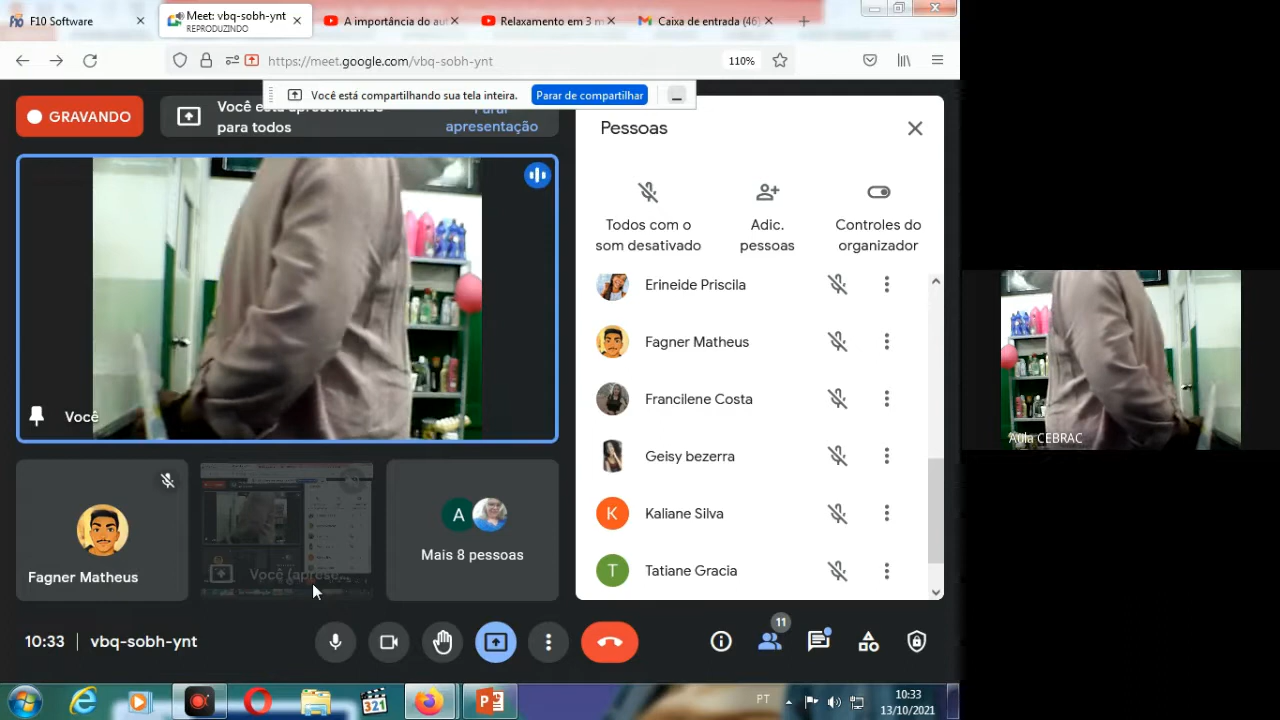 F10 Software
Meet: vbq-sobh-ynt
REPRODUZINDO
A importância do au
Relaxamento em 3 m
Caixa de entrada (46)
https://meet.google.com/vbq-sobh-ynt
110%
Você está compartilhando sua tela inteira.
Parar de compartilhar
GRAVANDO
Você está apresentando
para todos
Parar
apresentação
Pessoas
Todos com o
som desativado
Adic.
pessoas
Controles do
organizador
Erineide Priscila
Fagner Matheus
Francilene Costa
Geisy bezerra
K
Kaliane Silva
T
Tatiane Gracia
Você
Fagner Matheus
Você (aprese...
A
Mais 8 pessoas
Aula CEBRAC
10:33
vbq-sobh-ynt
11
321
PT
10:33
13/10/2021